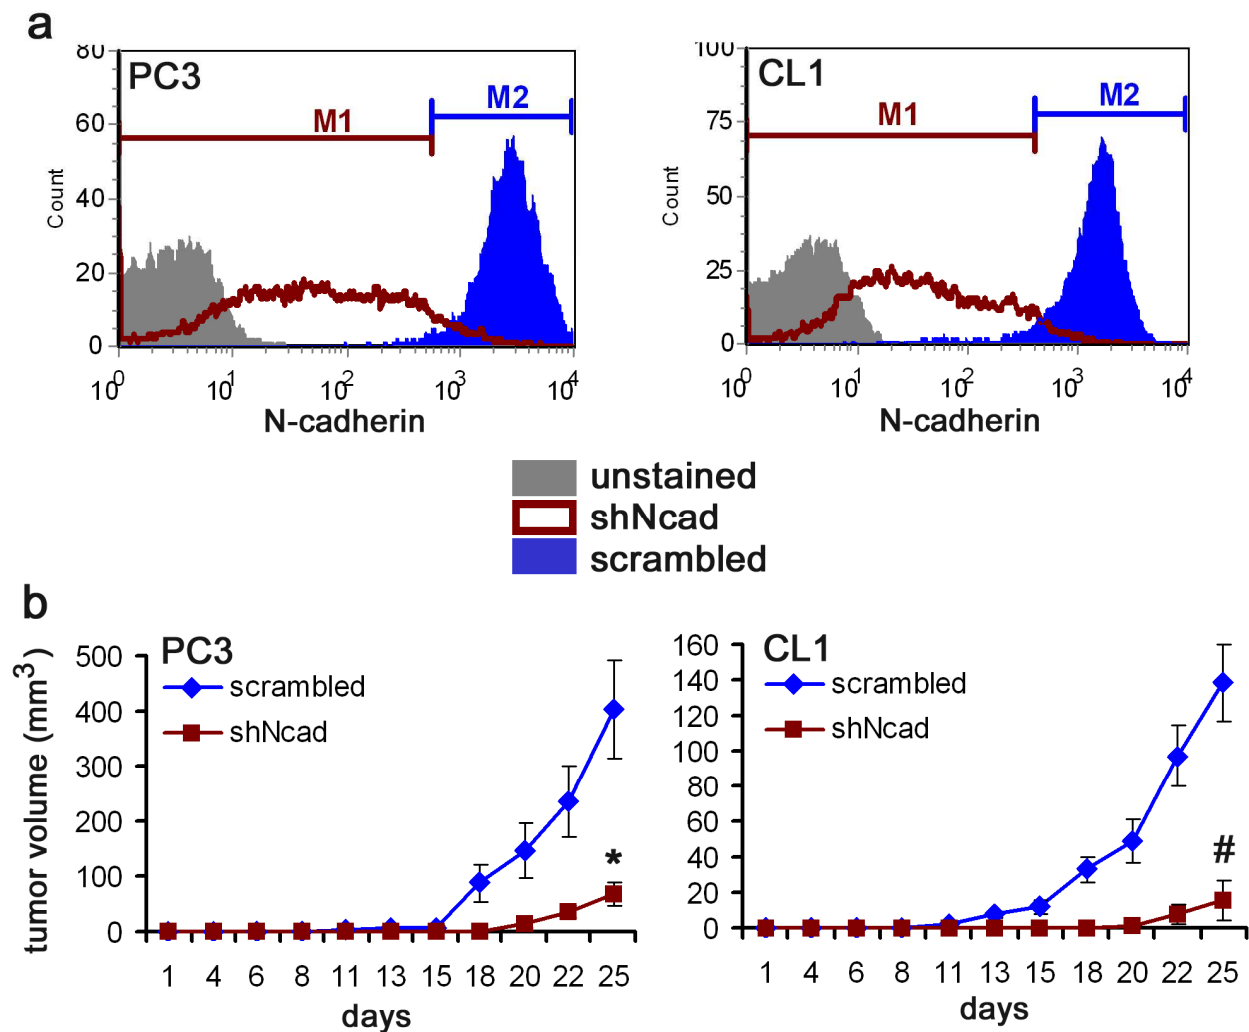 a
PC3
M1
M2
80
60
40
20
0
Count
10^0 10^1 10^2 10^3 10^4
N-cadherin
CL1
M1
M2
100
75
50
25
0
Count
10^0 10^1 10^2 10^3 10^4
N-cadherin
unstained
shNcad
scrambled
b
PC3
scrambled
shNcad
tumor volume (mm^3)
500
400
300
200
100
0
*
1 4 6 8 11 13 15 18 20 22 25
days
CL1
scrambled
shNcad
160
140
120
100
80
60
40
20
0
#
1 4 6 8 11 13 15 18 20 22 25
days